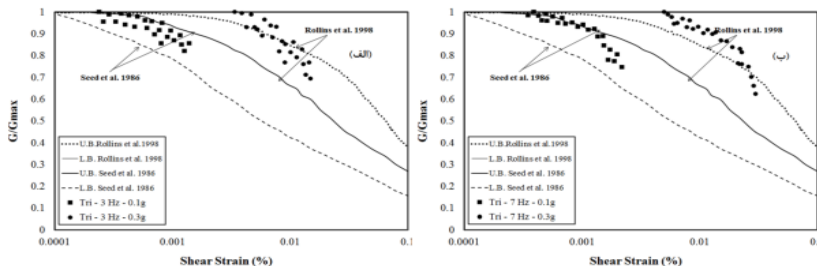 1
0.9
0.8
0.7
0.6
0.5
0.4
0.3
0.2
0.1
0
G/Gmax
Rollins et al. 1998
(الف)
Seed et al. 1986
U.B.Rollins et al.1998
L.B. Rollins et al. 1998
U.B. Seed et al. 1986
L.B. Seed et al. 1986
Tri - 3 Hz - 0.1g
Tri - 3 Hz - 0.3g
0.0001 0.001 0.01 0.1
Shear Strain (%)
1
0.9
0.8
0.7
0.6
0.5
0.4
0.3
0.2
0.1
0
G/Gmax
Rollins et al. 1998
(ب)
Seed et al. 1986
U.B.Rollins et al.1998
L.B. Rollins et al. 1998
U.B. Seed et al. 1986
L.B. Seed et al. 1986
Tri - 7 Hz - 0.1g
Tri - 7 Hz - 0.3g
0.0001 0.001 0.01 0.1
Shear Strain (%)